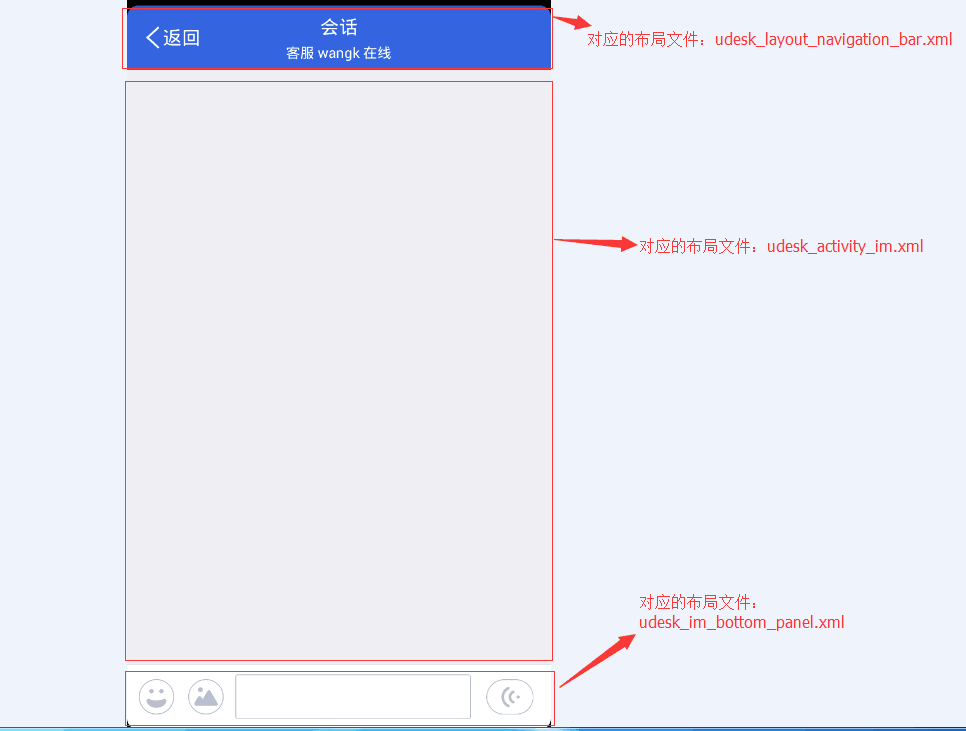 返回
会话
客服 wangk 在线
对应的布局文件：udesk_layout_navigation_bar.xml
对应的布局文件：udesk_activity_im.xml
对应的布局文件：
udesk_im_bottom_panel.xml